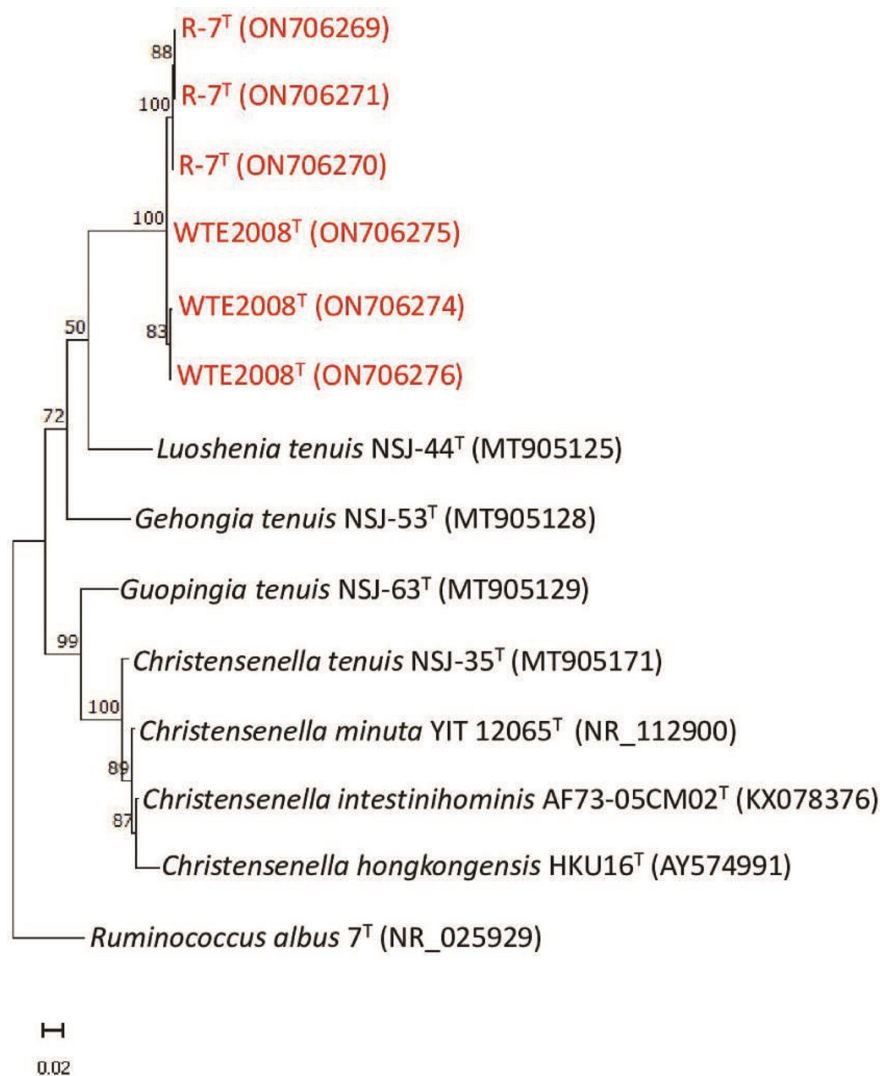 R-7ᵀ (ON706269)
88
R-7ᵀ (ON706271)
100
R-7ᵀ (ON706270)
100
WTE2008ᵀ (ON706275)
WTE2008ᵀ (ON706274)
50
83
WTE2008ᵀ (ON706276)
72
Luoshenia tenuis NSJ-44ᵀ (MT905125)
Gehongia tenuis NSJ-53ᵀ (MT905128)
Guopingia tenuis NSJ-63ᵀ (MT905129)
99
Christensenella tenuis NSJ-35ᵀ (MT905171)
100
Christensenella minuta YIT 12065ᵀ (NR_112900)
89
Christensenella intestinihominis AF73-05CM02ᵀ (KX078376)
87
Christensenella hongkongensis HKU16ᵀ (AY574991)
Ruminococcus albus 7ᵀ (NR_025929)
0.02